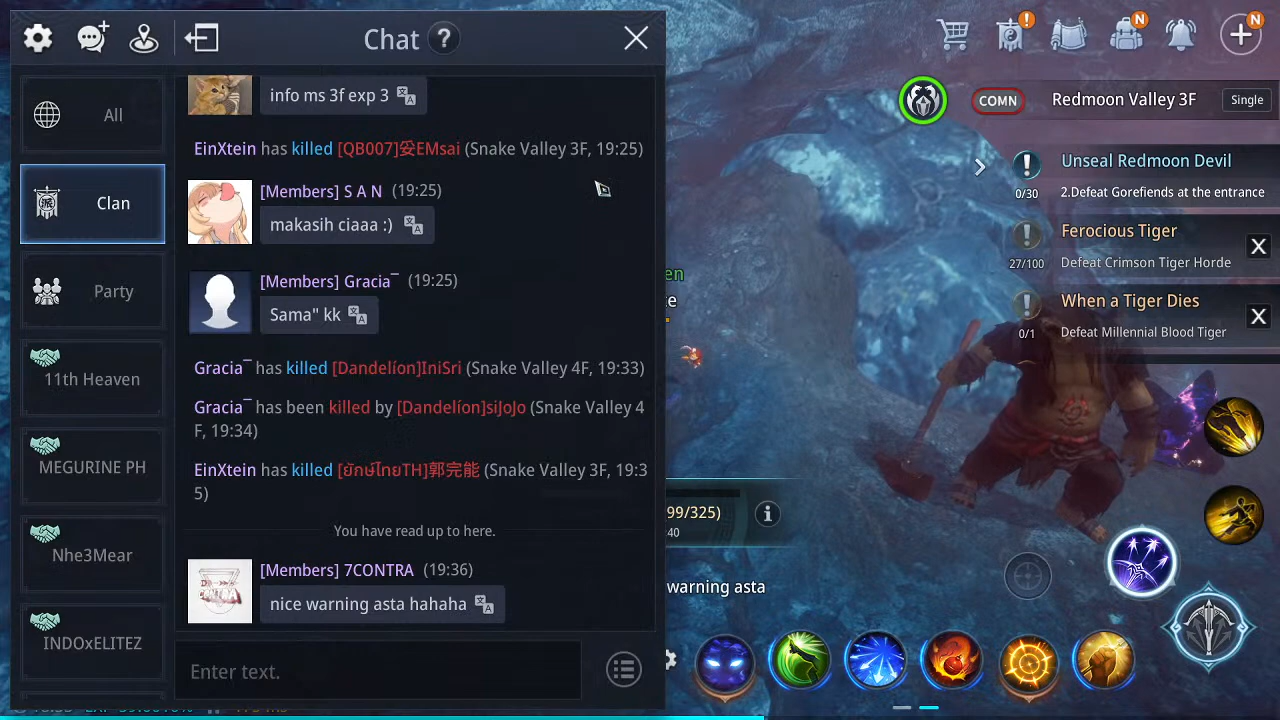 Chat ?
All
Clan
Party
11th Heaven
MEGURINE PH
Nhe3Mear
INDOxELITEZ
info ms 3f exp 3
EinXtein has killed [QB007]妥EMsai (Snake Valley 3F, 19:25)
[Members] S A N (19:25)
makasih ciaaa :)
[Members] Gracia¯ (19:25)
Sama" kk
Gracia¯ has killed [Dandelíon]IniSri (Snake Valley 4F, 19:33)
Gracia¯ has been killed by [Dandelíon]siJoJo (Snake Valley 4
F, 19:34)
EinXtein has killed [ยักษ์ไทยTH]郭完能 (Snake Valley 3F, 19:3
5)
You have read up to here.
[Members] 7CONTRA (19:36)
nice warning asta hahaha
Enter text.
N
N
COMN
Redmoon Valley 3F
Single
Unseal Redmoon Devil
0/30
2.Defeat Gorefiends at the entrance
Ferocious Tiger
27/100
Defeat Crimson Tiger Horde
X
When a Tiger Dies
0/1
Defeat Millennial Blood Tiger
X
en
99/325)
40
warning asta